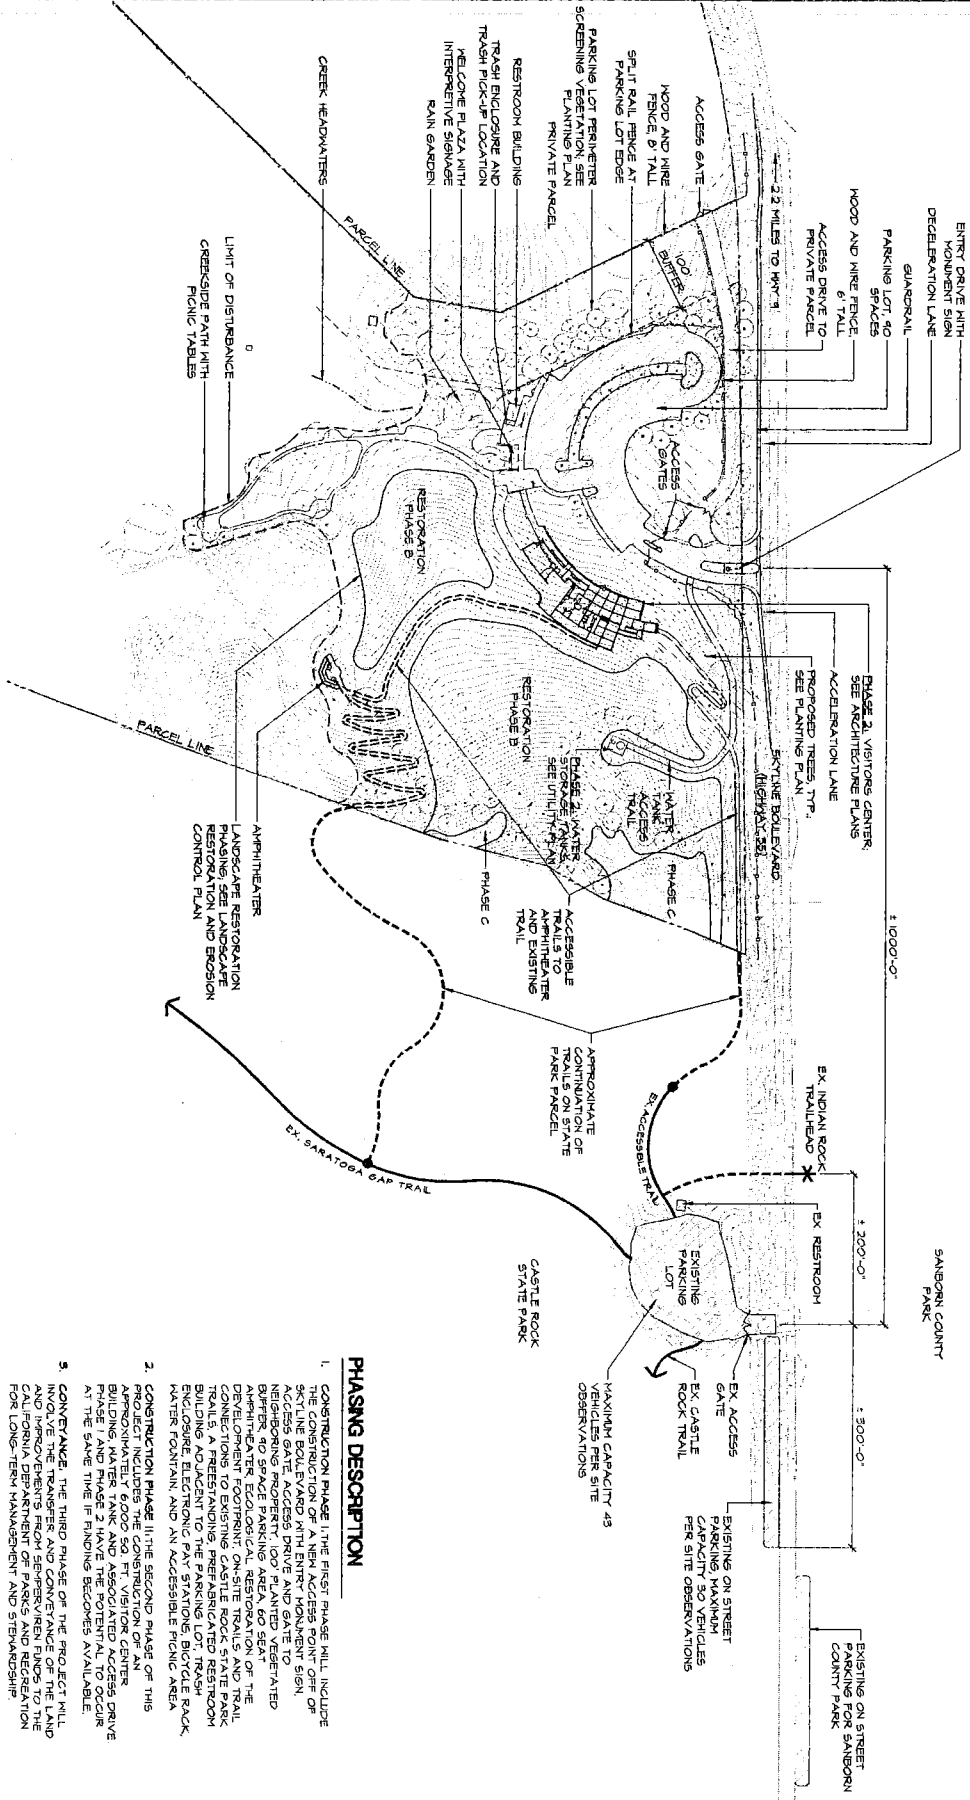 ENTRY DRIVE WITH
MONUMENT SIGN
DECELERATION LANE
GUARDRAIL
PARKING LOT, 90
SPACES
WOOD AND WIRE FENCE,
6' TALL
ACCESS DRIVE TO
PRIVATE PARCEL
2.2 MILES TO HWY 9
ACCESS GATE
WOOD AND WIRE
FENCE, 8' TALL
SPLIT RAIL FENCE AT
PARKING LOT EDGE
PARKING LOT PERIMETER
SCREENING VEGETATION; SEE
PLANTING PLAN
PRIVATE PARCEL
RESTROOM BUILDING
TRASH ENCLOSURE AND
TRASH PICK-UP LOCATION
WELCOME PLAZA WITH
INTERPRETIVE SIGNAGE
RAIN GARDEN
CREEK HEADWATERS
PARCEL LINE
LIMIT OF DISTURBANCE
CREEKSIDE PATH WITH
PICNIC TABLES
100'
BUFFER
ACCESS
GATES
RESTORATION
PHASE B
PHASE 2: VISITORS CENTER;
SEE ARCHITECTURE PLANS
ACCELERATION LANE
PROPOSED TREES, TYP.;
SEE PLANTING PLAN
SKYLINE BOULEVARD
(HIGHWAY 35)
RESTORATION
PHASE B
PHASE 2: WATER
STORAGE TANKS,
SEE UTILITY PLAN
WATER
TANK
ACCESS
TRAIL
PHASE C
PHASE C
ACCESSIBLE
TRAILS TO
AMPHITHEATER
AND EXISTING
TRAIL
PARCEL LINE
AMPHITHEATER
LANDSCAPE RESTORATION
PHASING; SEE LANDSCAPE
RESTORATION AND EROSION
CONTROL PLAN
± 1000'-0"
APPROXIMATE
CONTINUATION OF
TRAILS ON STATE
PARK PARCEL
EX. INDIAN ROCK
TRAILHEAD
EX. ACCESSIBLE TRAIL
EX. SARATOGA GAP TRAIL
EX RESTROOM
± 200'-0"
EXISTING
PARKING
LOT
SANBORN COUNTY
PARK
CASTLE ROCK
STATE PARK
± 300'-0"
EX. ACCESS
GATE
EX. CASTLE
ROCK TRAIL
MAXIMUM CAPACITY 43
VEHICLES PER SITE
OBSERVATIONS
EXISTING ON STREET
PARKING, MAXIMUM
CAPACITY 30 VEHICLES
PER SITE OBSERVATIONS
EXISTING ON STREET
PARKING FOR SANBORN
COUNTY PARK
PHASING DESCRIPTION
1. CONSTRUCTION PHASE I. THE FIRST PHASE WILL INCLUDE
THE CONSTRUCTION OF A NEW ACCESS POINT OFF OF
SKYLINE BOULEVARD WITH ENTRY MONUMENT SIGN,
ACCESS GATE, ACCESS DRIVE AND GATE TO
NEIGHBORING PROPERTY, 100' PLANTED VEGETATED
BUFFER, 90 SPACE PARKING AREA, 60 SEAT
AMPHITHEATER, ECOLOGICAL RESTORATION OF THE
DEVELOPMENT FOOTPRINT, ON-SITE TRAILS AND TRAIL
CONNECTIONS TO EXISTING CASTLE ROCK STATE PARK
TRAILS, A FREESTANDING, PREFABRICATED RESTROOM
BUILDING ADJACENT TO THE PARKING LOT, TRASH
ENCLOSURE, ELECTRONIC PAY STATIONS, BICYCLE RACK,
WATER FOUNTAIN, AND AN ACCESSIBLE PICNIC AREA
2. CONSTRUCTION PHASE II. THE SECOND PHASE OF THIS
PROJECT INCLUDES THE CONSTRUCTION OF AN
APPROXIMATELY 6,000 SQ. FT. VISITOR CENTER
BUILDING, WATER TANK, AND ASSOCIATED ACCESS DRIVE.
PHASE 1 AND PHASE 2 HAVE THE POTENTIAL TO OCCUR
AT THE SAME TIME IF FUNDING BECOMES AVAILABLE.
3. CONVEYANCE. THE THIRD PHASE OF THE PROJECT WILL
INVOLVE THE TRANSFER AND CONVEYANCE OF THE LAND
AND IMPROVEMENTS FROM SEMPERVIREN FUNDS TO THE
CALIFORNIA DEPARTMENT OF PARKS AND RECREATION
FOR LONG-TERM MANAGEMENT AND STEWARDSHIP.